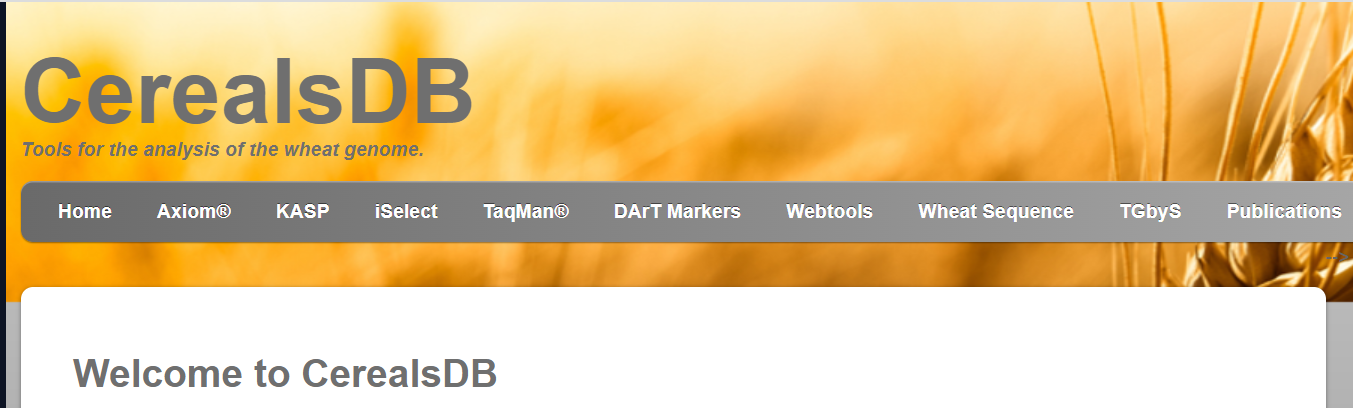 CerealsDB
Tools for the analysis of the wheat genome.
Home Axiom® KASP iSelect TaqMan® DArT Markers Webtools Wheat Sequence TGbyS Publications
-->
Welcome to CerealsDB